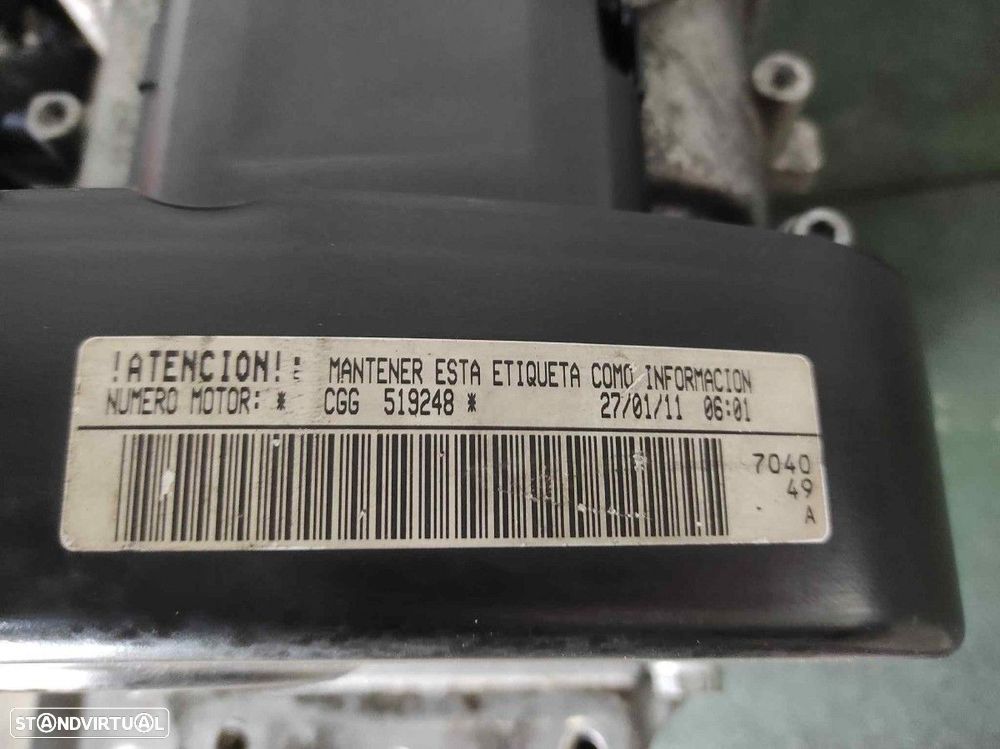 !ATENCION!: MANTENER ESTA ETIQUETA COMO INFORMACION
NUMERO MOTOR: * CGG 519248 * 27/01/11 06:01
7040
49
A
STANDVIRTUAL